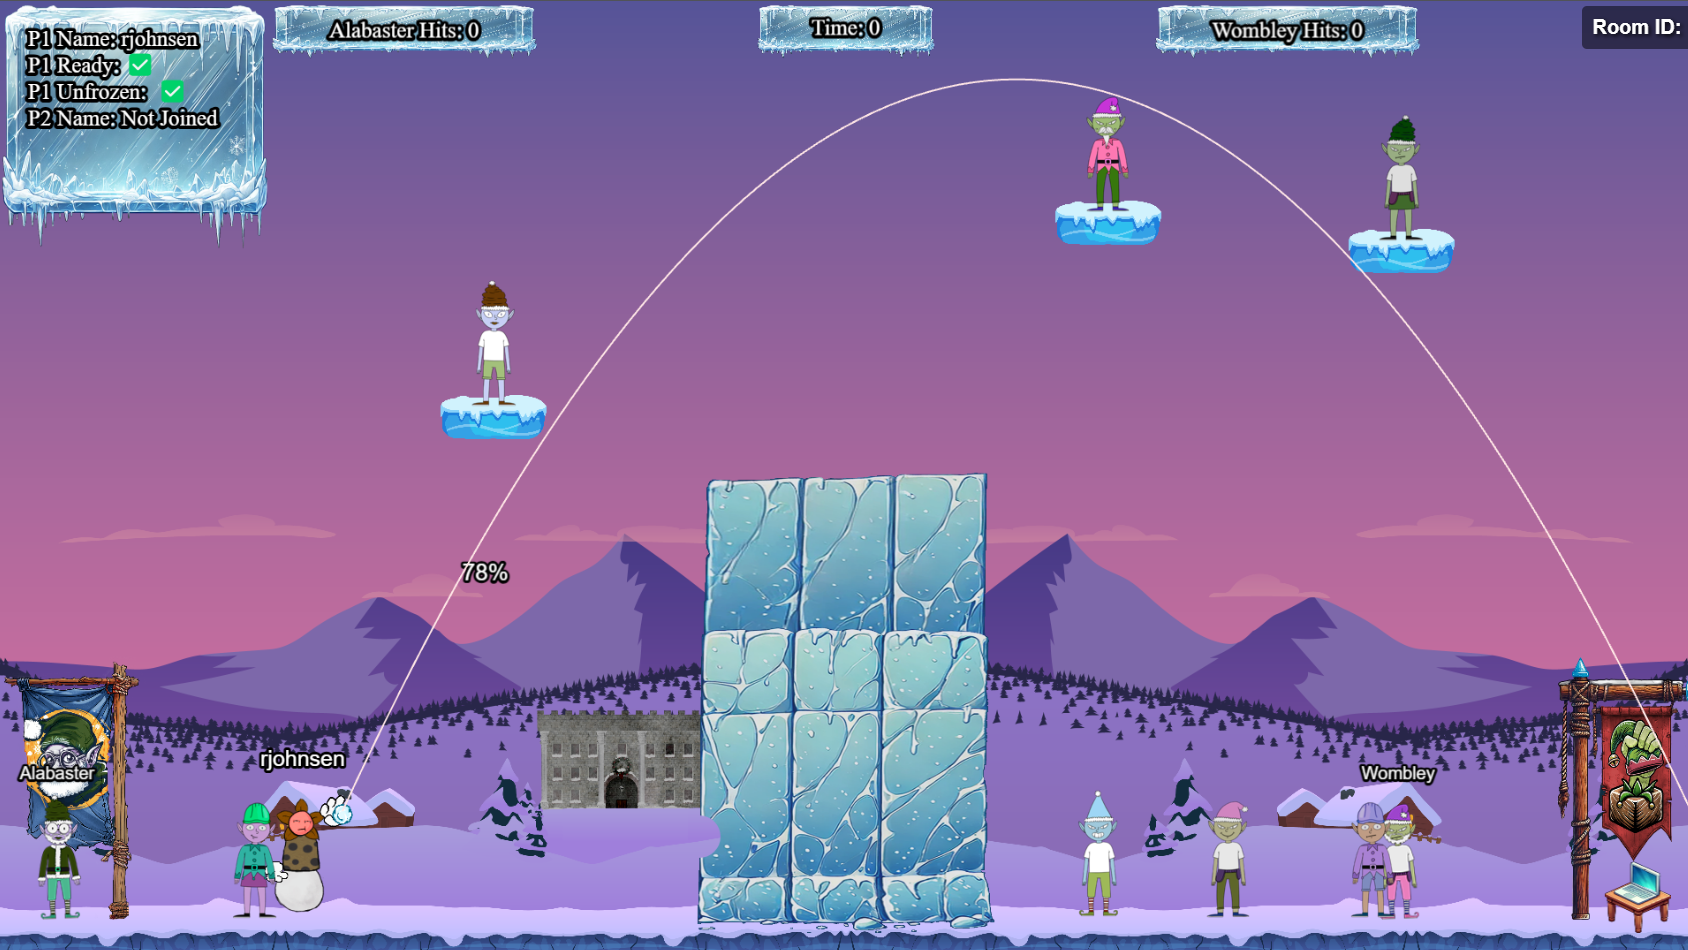 P1 Name: rjohnsen
P1 Ready: ✅
P1 Unfrozen: ✅
P2 Name: Not Joined
Alabaster Hits: 0
Time: 0
Wombley Hits: 0
Room ID:
78%
rjohnsen
Alabaster
Wombley